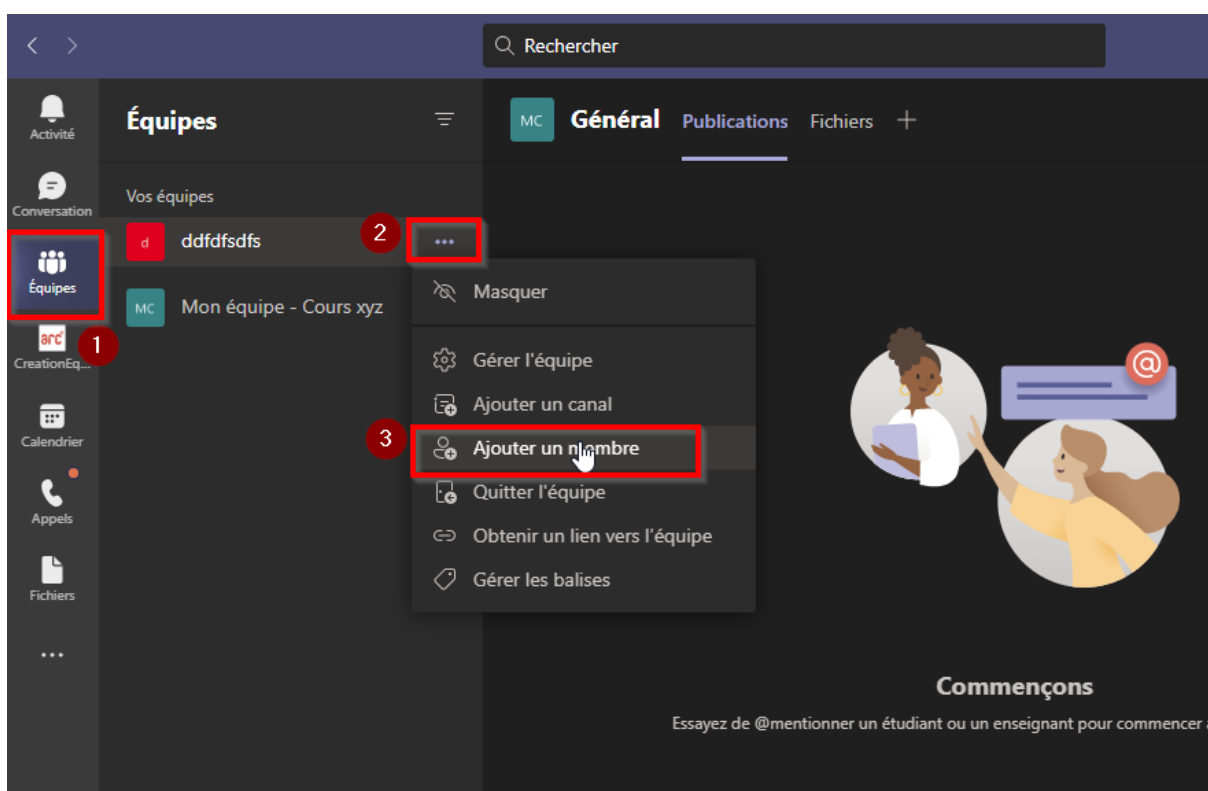 Rechercher
Activité
Conversation
Équipes
1
arc
CreationEq...
Calendrier
Appels
Fichiers
...
Équipes
Vos équipes
d ddfdfsdfs 2 ...
MC Mon équipe - Cours xyz
Masquer
Gérer l'équipe
Ajouter un canal
3 Ajouter un membre
Quitter l'équipe
Obtenir un lien vers l'équipe
Gérer les balises
MC Général Publications Fichiers +
@
Commençons
Essayez de @mentionner un étudiant ou un enseignant pour commencer